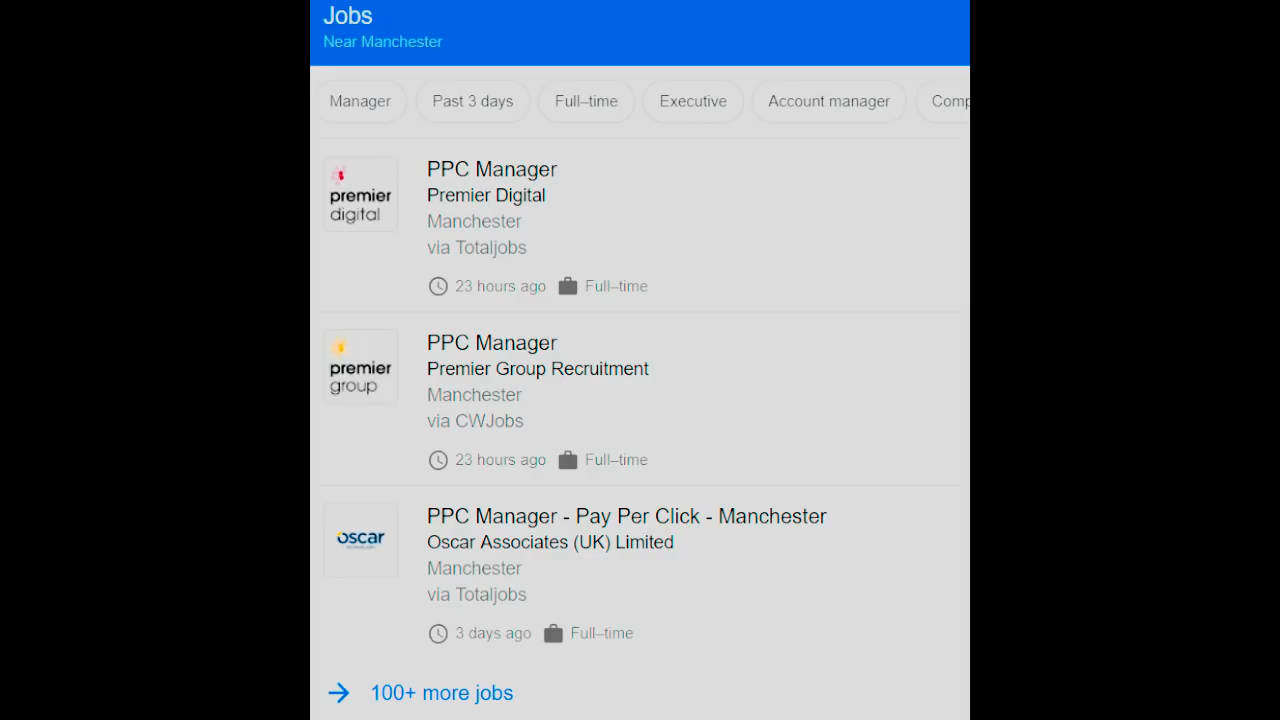 Jobs
Near Manchester
Manager
Past 3 days
Full–time
Executive
Account manager
Comp
premier
digital
PPC Manager
Premier Digital
Manchester
via Totaljobs
23 hours ago
Full–time
premier
group
PPC Manager
Premier Group Recruitment
Manchester
via CWJobs
23 hours ago
Full–time
oscar
PPC Manager - Pay Per Click - Manchester
Oscar Associates (UK) Limited
Manchester
via Totaljobs
3 days ago
Full–time
100+ more jobs